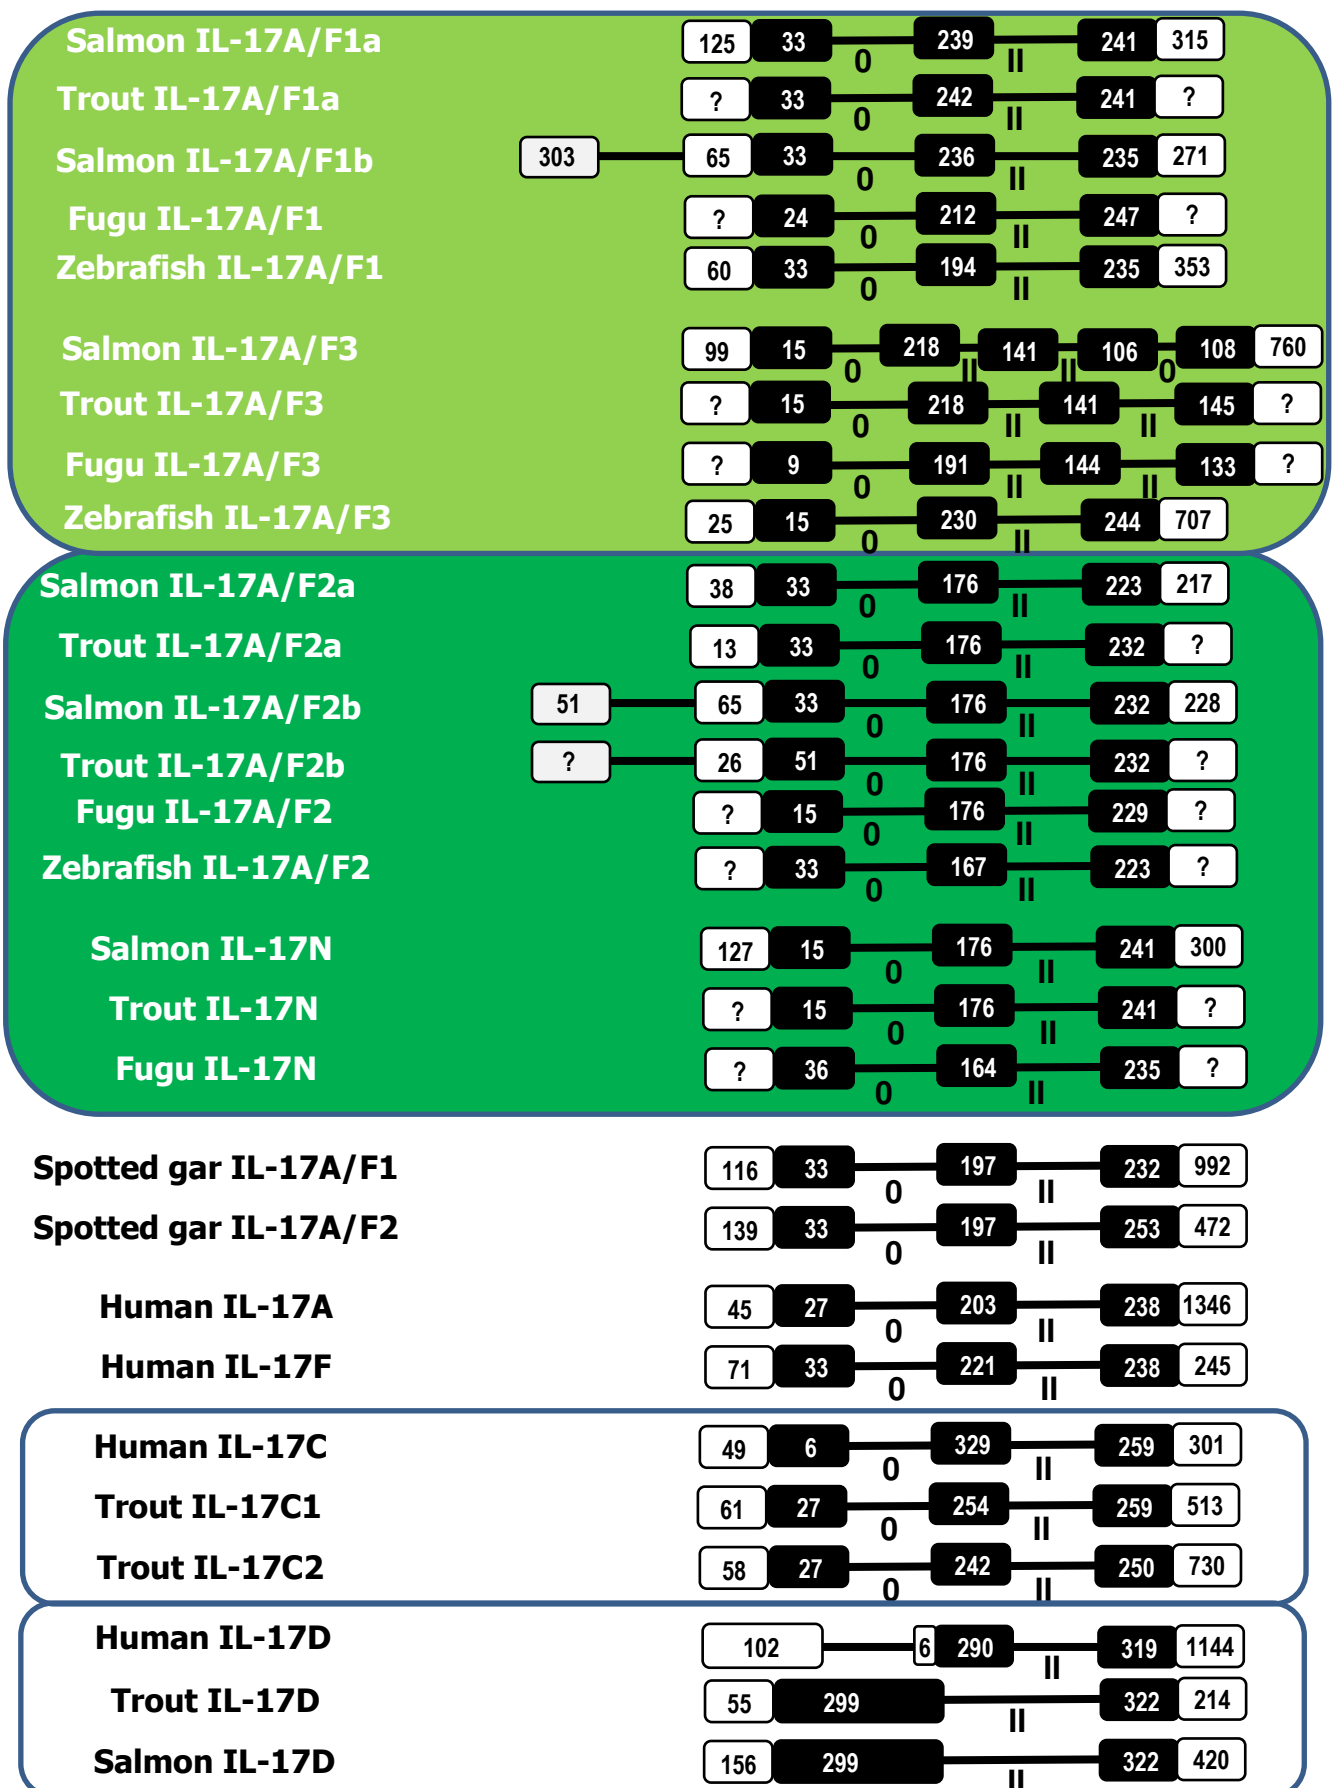 Salmon IL-17A/F1a 125 33 239 241 315
0 II
Trout IL-17A/F1a ? 33 242 241 ?
0 II
Salmon IL-17A/F1b 303 65 33 236 235 271
0 II
Fugu IL-17A/F1 ? 24 212 247 ?
0 II
Zebrafish IL-17A/F1 60 33 194 235 353
0 II
Salmon IL-17A/F3 99 15 218 141 106 108 760
0 II II 0
Trout IL-17A/F3 ? 15 218 141 145 ?
0 II II
Fugu IL-17A/F3 ? 9 191 144 133 ?
0 II II
Zebrafish IL-17A/F3 25 15 230 244 707
0 II
Salmon IL-17A/F2a 38 33 176 223 217
0 II
Trout IL-17A/F2a 13 33 176 232 ?
0 II
Salmon IL-17A/F2b 51 65 33 176 232 228
0 II
Trout IL-17A/F2b ? 26 51 176 232 ?
0 II
Fugu IL-17A/F2 ? 15 176 229 ?
0 II
Zebrafish IL-17A/F2 ? 33 167 223 ?
0 II
Salmon IL-17N 127 15 176 241 300
0 II
Trout IL-17N ? 15 176 241 ?
0 II
Fugu IL-17N ? 36 164 235 ?
0 II
Spotted gar IL-17A/F1 116 33 197 232 992
0 II
Spotted gar IL-17A/F2 139 33 197 253 472
0 II
Human IL-17A 45 27 203 238 1346
0 II
Human IL-17F 71 33 221 238 245
0 II
Human IL-17C 49 6 329 259 301
0 II
Trout IL-17C1 61 27 254 259 513
0 II
Trout IL-17C2 58 27 242 250 730
0 II
Human IL-17D 102 6 290 319 1144
II
Trout IL-17D 55 299 322 214
II
Salmon IL-17D 156 299 322 420
II